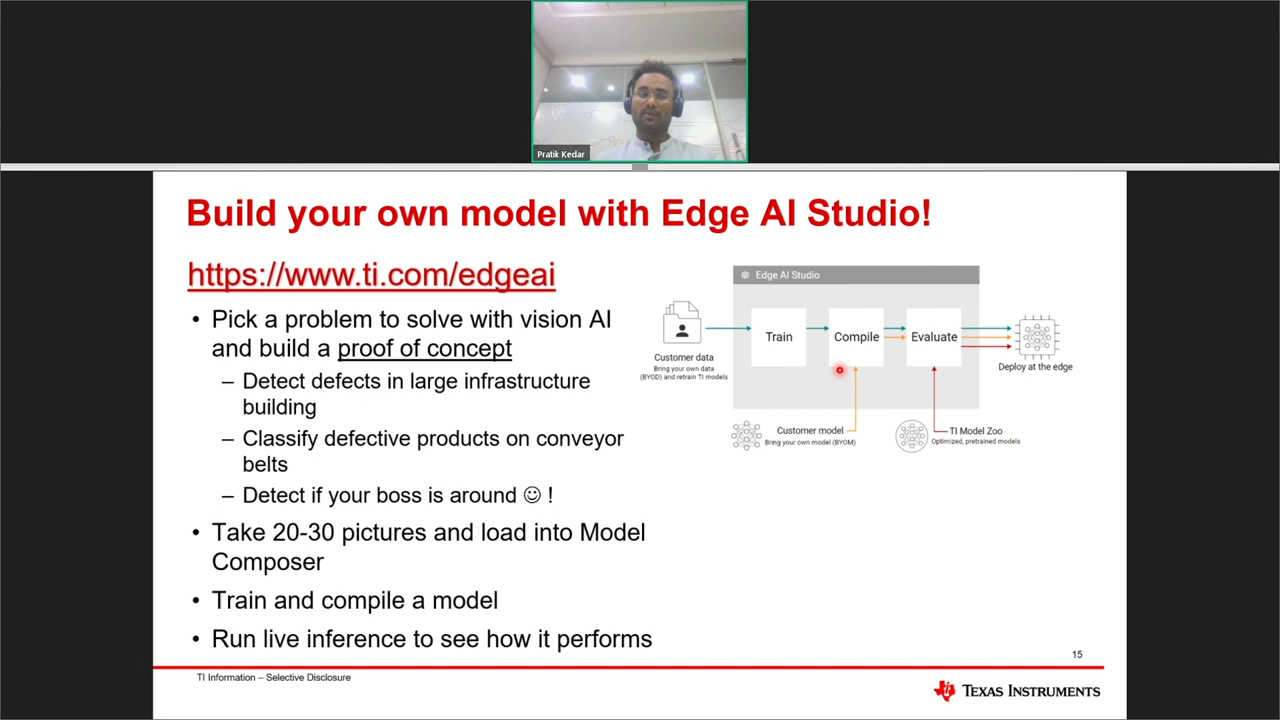 Pratik Kedar
Build your own model with Edge AI Studio!
https://www.ti.com/edgeai
• Pick a problem to solve with vision AI
and build a proof of concept
– Detect defects in large infrastructure
building
– Classify defective products on conveyor
belts
– Detect if your boss is around ☺ !
• Take 20-30 pictures and load into Model
Composer
• Train and compile a model
• Run live inference to see how it performs
Edge AI Studio
Train
Compile
Evaluate
Customer data
Bring your own data
(BYOD) and retrain TI models
Deploy at the edge
Customer model
Bring your own model (BYOM)
TI Model Zoo
Optimized, pretrained models
15
TI Information – Selective Disclosure
TEXAS INSTRUMENTS